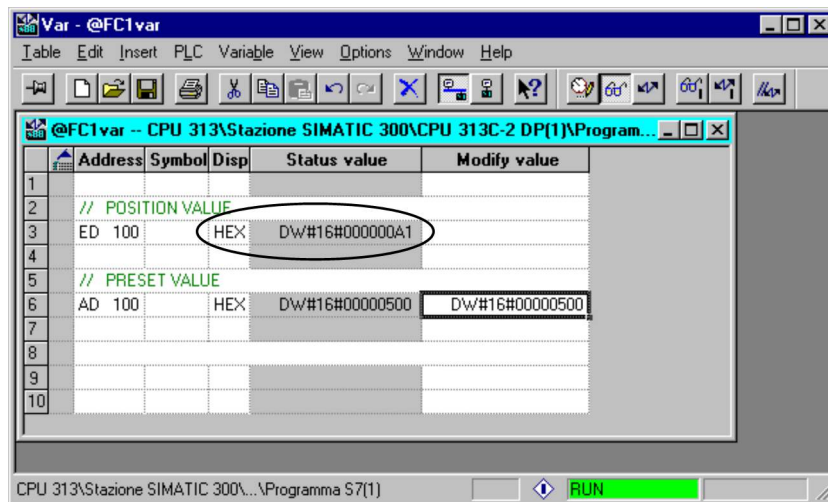 Var - @FC1var
Table Edit Insert PLC Variable View Options Window Help
@FC1var -- CPU 313\Stazione SIMATIC 300\CPU 313C-2 DP(1)\Program...
Address Symbol Disp Status value Modify value
1
2 // POSITION VALUE
3 ED 100 HEX DW#16#000000A1
4
5 // PRESET VALUE
6 AD 100 HEX DW#16#00000500 DW#16#00000500
7
8
9
10
CPU 313\Stazione SIMATIC 300\...\Programma S7(1) RUN